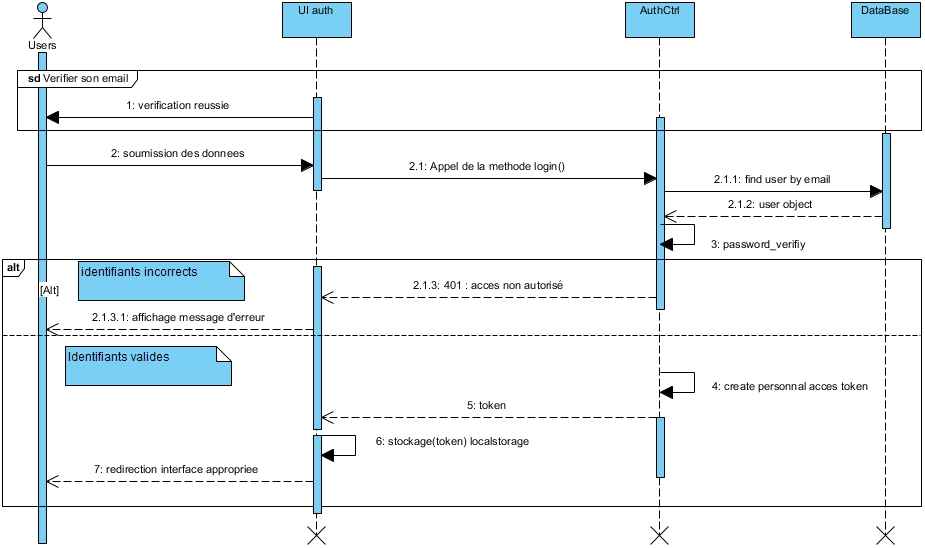 Users
UI auth
AuthCtrl
DataBase
sd Verifier son email
1: verification reussie
2: soumission des donnees
2.1: Appel de la methode login()
2.1.1: find user by email
2.1.2: user object
3: password_verifiy
alt
identifiants incorrects
[Alt]
2.1.3: 401 : acces non autorisé
2.1.3.1: affichage message d'erreur
Identifiants valides
4: create personnal acces token
5: token
6: stockage(token) localstorage
7: redirection interface appropriee